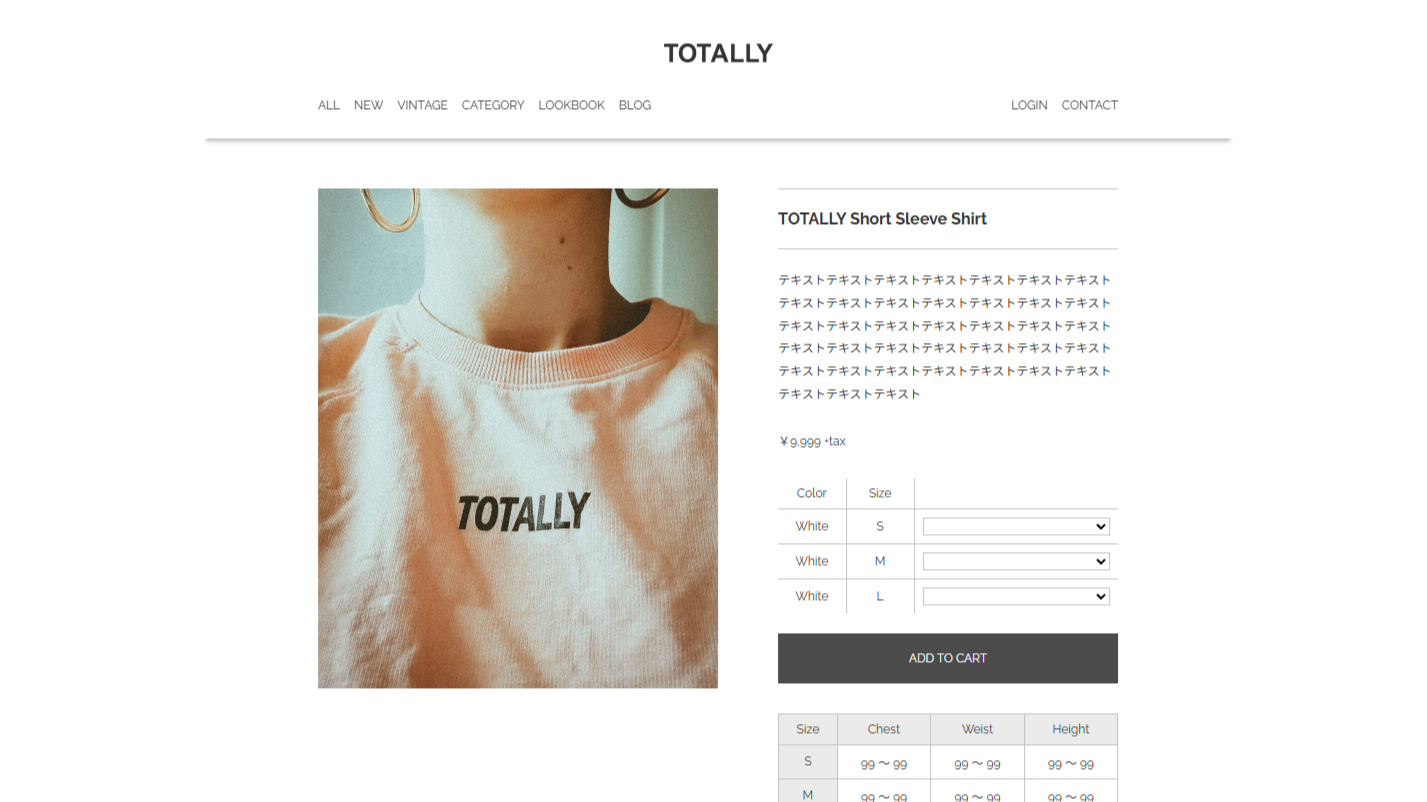 TOTALLY
ALL NEW VINTAGE CATEGORY LOOKBOOK BLOG LOGIN CONTACT
TOTALLY
TOTALLY Short Sleeve Shirt
テキストテキストテキストテキストテキストテキストテキスト
テキストテキストテキストテキストテキストテキストテキスト
テキストテキストテキストテキストテキストテキストテキスト
テキストテキストテキストテキストテキストテキストテキスト
テキストテキストテキストテキストテキストテキストテキスト
テキストテキストテキスト
￥9,999 +tax
Color Size
White S
White M
White L
ADD TO CART
Size Chest Weist Height
S 99 〜 99 99 〜 99 99 〜 99
M 99 〜 99 99 〜 99 99 〜 99